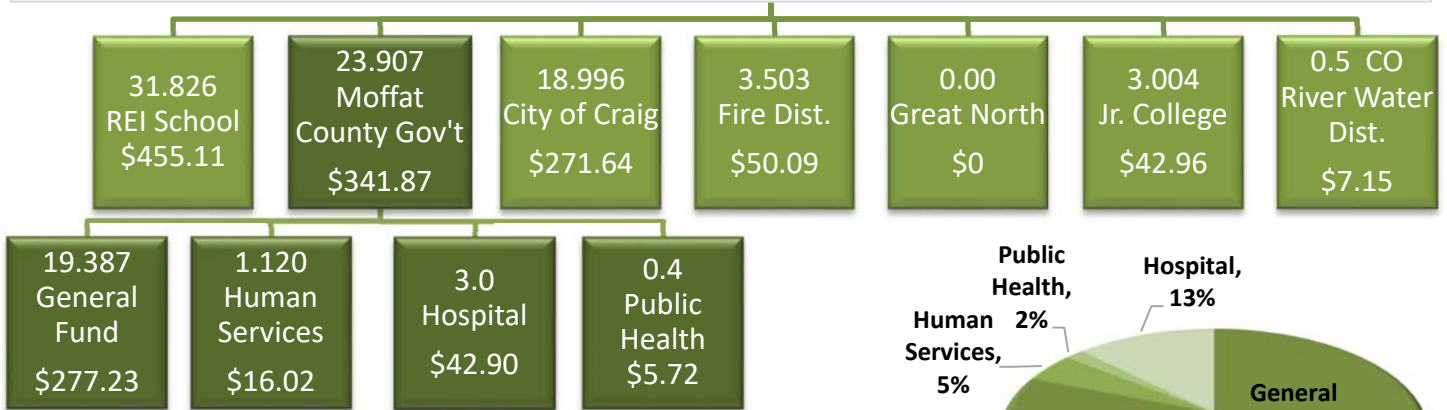 31.826
REI School
$455.11
23.907
Moffat
County Gov't
$341.87
18.996
City of Craig
$271.64
3.503
Fire Dist.
$50.09
0.00
Great North
$0
3.004
Jr. College
$42.96
0.5 CO
River Water
Dist.
$7.15
19.387
General
Fund
$277.23
1.120
Human
Services
$16.02
3.0
Hospital
$42.90
0.4
Public
Health
$5.72
Public
Health,
2%
Hospital,
13%
Human
Services,
5%
General